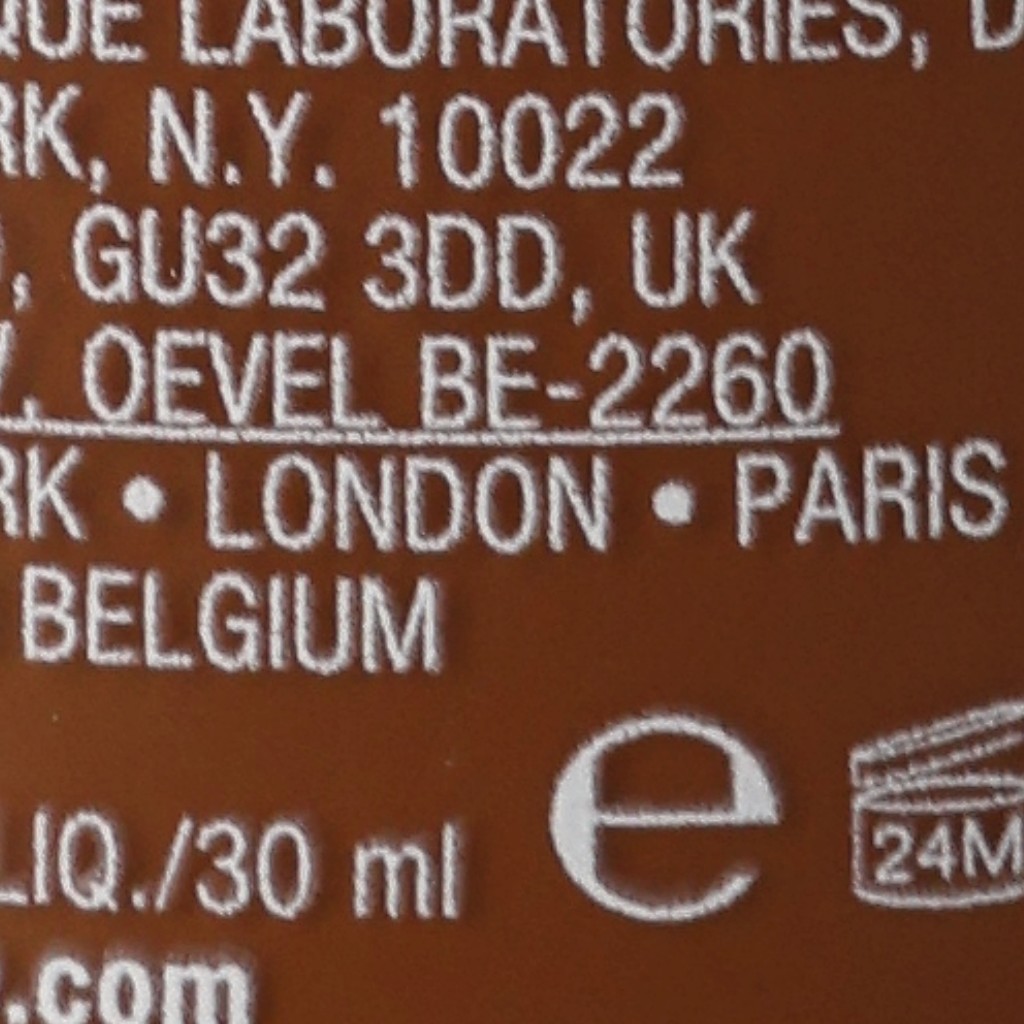 QUE LABORATORIES, D
RK, N.Y. 10022
, GU32 3DD, UK
, OEVEL BE-2260
RK • LONDON • PARIS
BELGIUM
LIQ./30 ml e 24M
.com